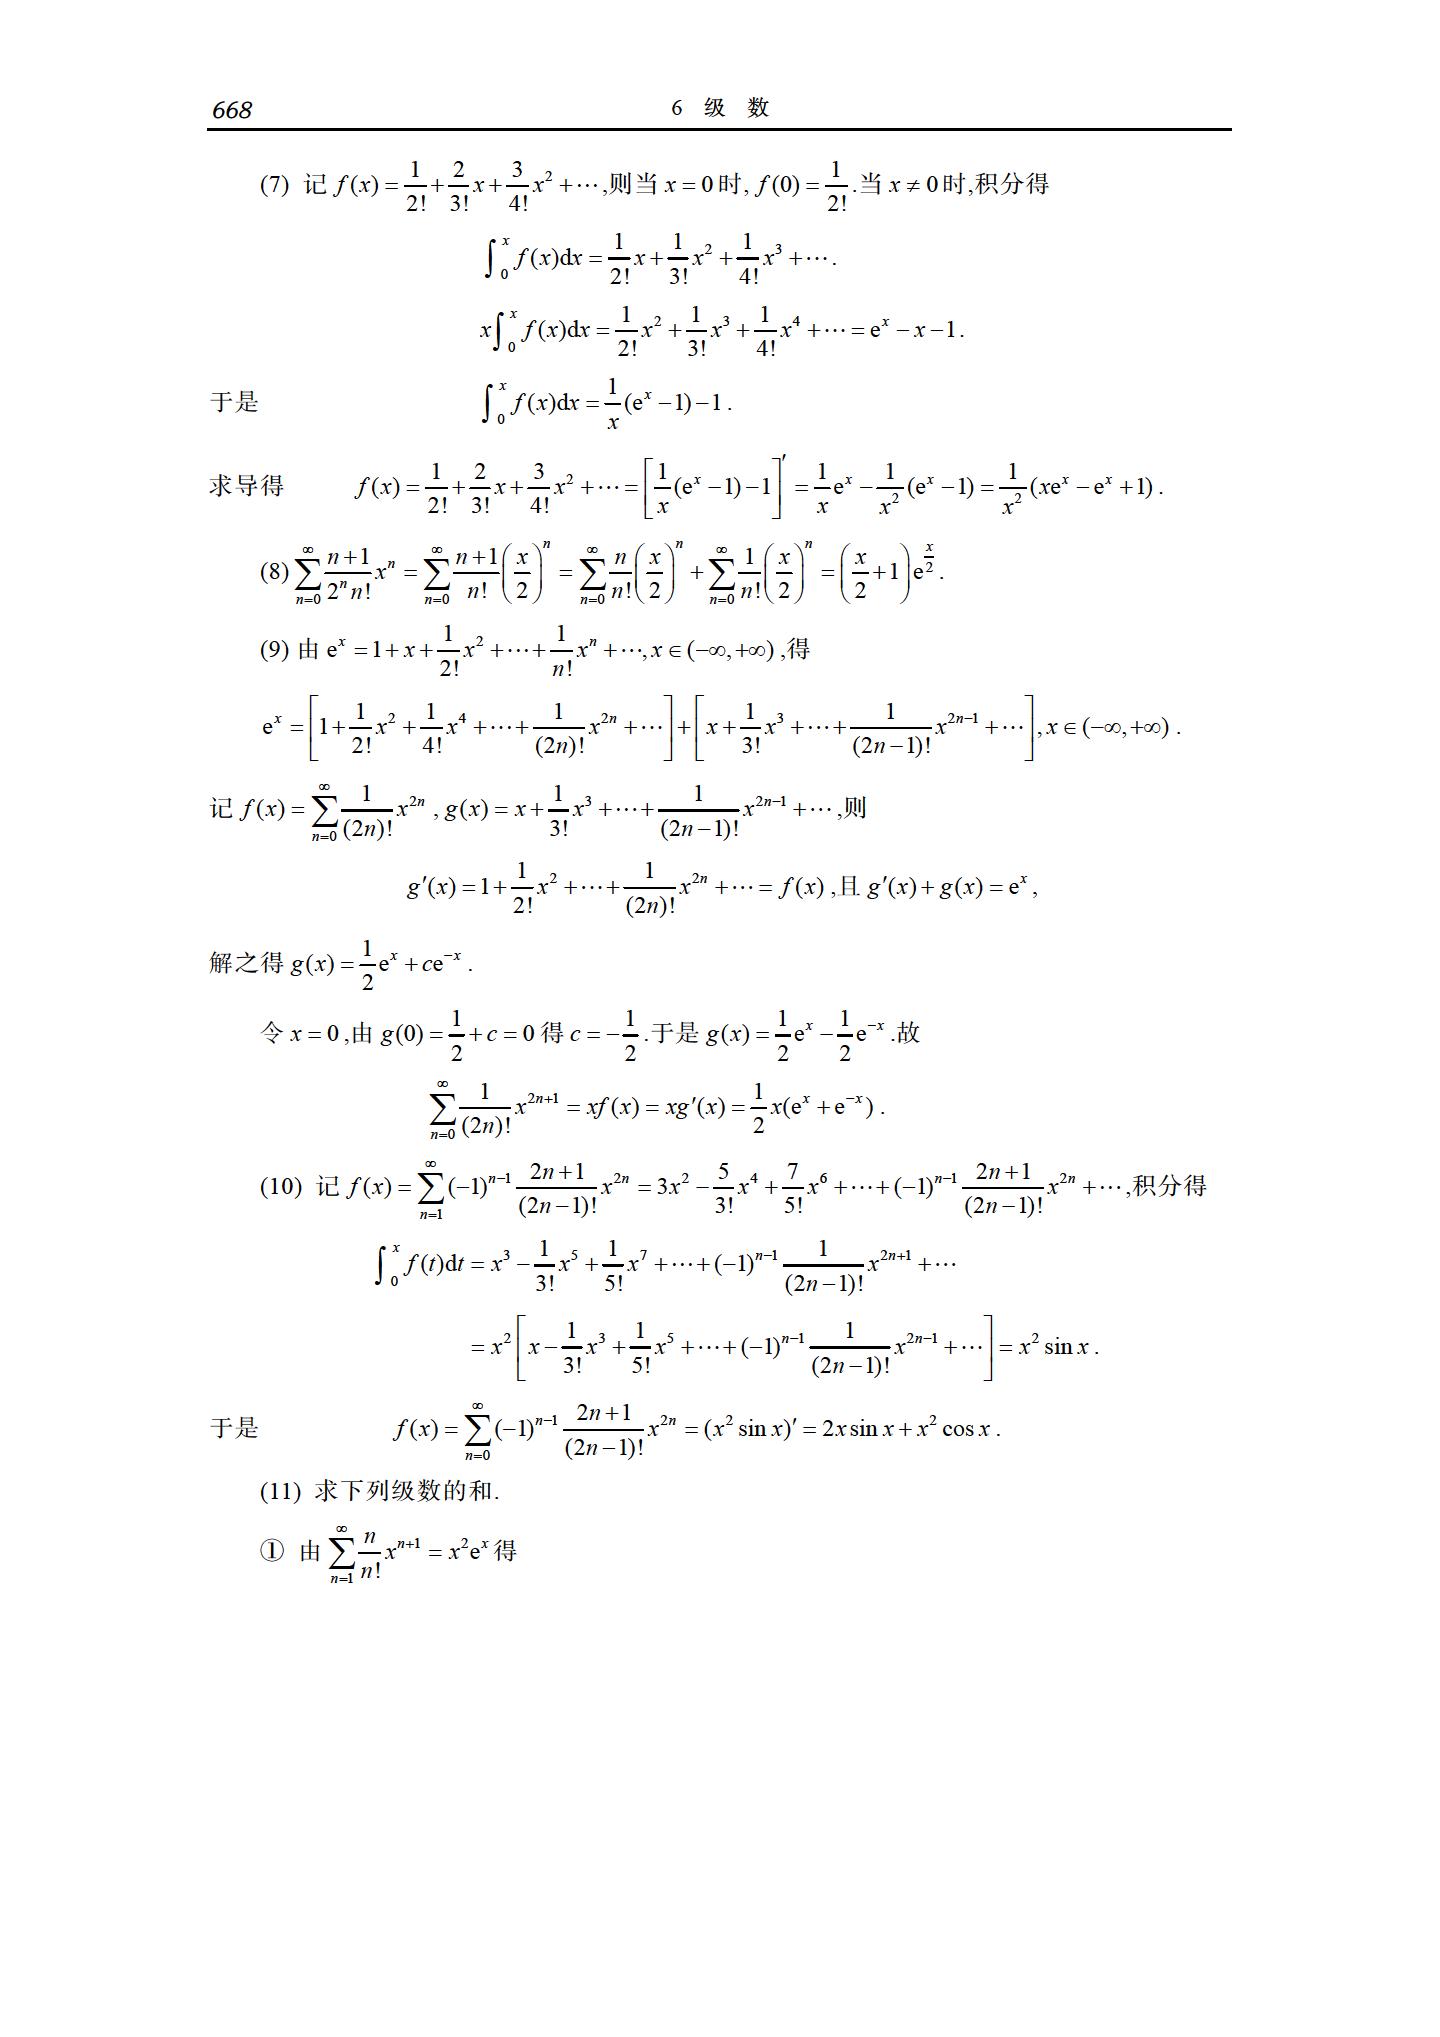 668 6 级 数
(7) 记 $f(x)=\frac{1}{2!}+\frac{2}{3!}x+\frac{3}{4!}x^2+\cdots$,则当 $x=0$ 时, $f(0)=\frac{1}{2!}$.当 $x\neq 0$ 时,积分得
$\int_0^x f(x)\mathrm{d}x=\frac{1}{2!}x+\frac{1}{3!}x^2+\frac{1}{4!}x^3+\cdots.$
$x\int_0^x f(x)\mathrm{d}x=\frac{1}{2!}x^2+\frac{1}{3!}x^3+\frac{1}{4!}x^4+\cdots=\mathrm{e}^x-x-1.$
于是 $\int_0^x f(x)\mathrm{d}x=\frac{1}{x}(\mathrm{e}^x-1)-1.$
求导得 $f(x)=\frac{1}{2!}+\frac{2}{3!}x+\frac{3}{4!}x^2+\cdots=\left[\frac{1}{x}(\mathrm{e}^x-1)-1\right]'=\frac{1}{x}\mathrm{e}^x-\frac{1}{x^2}(\mathrm{e}^x-1)=\frac{1}{x^2}(x\mathrm{e}^x-\mathrm{e}^x+1).$
(8) $\sum_{n=0}^{\infty}\frac{n+1}{2^n n!}x^n=\sum_{n=0}^{\infty}\frac{n+1}{n!}\left(\frac{x}{2}\right)^n=\sum_{n=0}^{\infty}\frac{n}{n!}\left(\frac{x}{2}\right)^n+\sum_{n=0}^{\infty}\frac{1}{n!}\left(\frac{x}{2}\right)^n=\left(\frac{x}{2}+1\right)\mathrm{e}^{\frac{x}{2}}.$
(9) 由 $\mathrm{e}^x=1+x+\frac{1}{2!}x^2+\cdots+\frac{1}{n!}x^n+\cdots,x\in(-\infty,+\infty)$,得
$\mathrm{e}^x=\left[1+\frac{1}{2!}x^2+\frac{1}{4!}x^4+\cdots+\frac{1}{(2n)!}x^{2n}+\cdots\right]+\left[x+\frac{1}{3!}x^3+\cdots+\frac{1}{(2n-1)!}x^{2n-1}+\cdots\right],x\in(-\infty,+\infty).$
记 $f(x)=\sum_{n=0}^{\infty}\frac{1}{(2n)!}x^{2n}$,$g(x)=x+\frac{1}{3!}x^3+\cdots+\frac{1}{(2n-1)!}x^{2n-1}+\cdots$,则
$g'(x)=1+\frac{1}{2!}x^2+\cdots+\frac{1}{(2n)!}x^{2n}+\cdots=f(x)$,且 $g'(x)+g(x)=\mathrm{e}^x$,
解之得 $g(x)=\frac{1}{2}\mathrm{e}^x+c\mathrm{e}^{-x}$.
令 $x=0$,由 $g(0)=\frac{1}{2}+c=0$ 得 $c=-\frac{1}{2}$.于是 $g(x)=\frac{1}{2}\mathrm{e}^x-\frac{1}{2}\mathrm{e}^{-x}$.故
$\sum_{n=0}^{\infty}\frac{1}{(2n)!}x^{2n+1}=xf(x)=xg'(x)=\frac{1}{2}x(\mathrm{e}^x+\mathrm{e}^{-x}).$
(10) 记 $f(x)=\sum_{n=1}^{\infty}(-1)^{n-1}\frac{2n+1}{(2n-1)!}x^{2n}=3x^2-\frac{5}{3!}x^4+\frac{7}{5!}x^6+\cdots+(-1)^{n-1}\frac{2n+1}{(2n-1)!}x^{2n}+\cdots$,积分得
$\int_0^x f(t)\mathrm{d}t=x^3-\frac{1}{3!}x^5+\frac{1}{5!}x^7+\cdots+(-1)^{n-1}\frac{1}{(2n-1)!}x^{2n+1}+\cdots$
$=x^2\left[x-\frac{1}{3!}x^3+\frac{1}{5!}x^5+\cdots+(-1)^{n-1}\frac{1}{(2n-1)!}x^{2n-1}+\cdots\right]=x^2\sin x.$
于是 $f(x)=\sum_{n=0}^{\infty}(-1)^{n-1}\frac{2n+1}{(2n-1)!}x^{2n}=(x^2\sin x)'=2x\sin x+x^2\cos x.$
(11) 求下列级数的和.
① 由 $\sum_{n=1}^{\infty}\frac{n}{n!}x^{n+1}=x^2\mathrm{e}^x$ 得